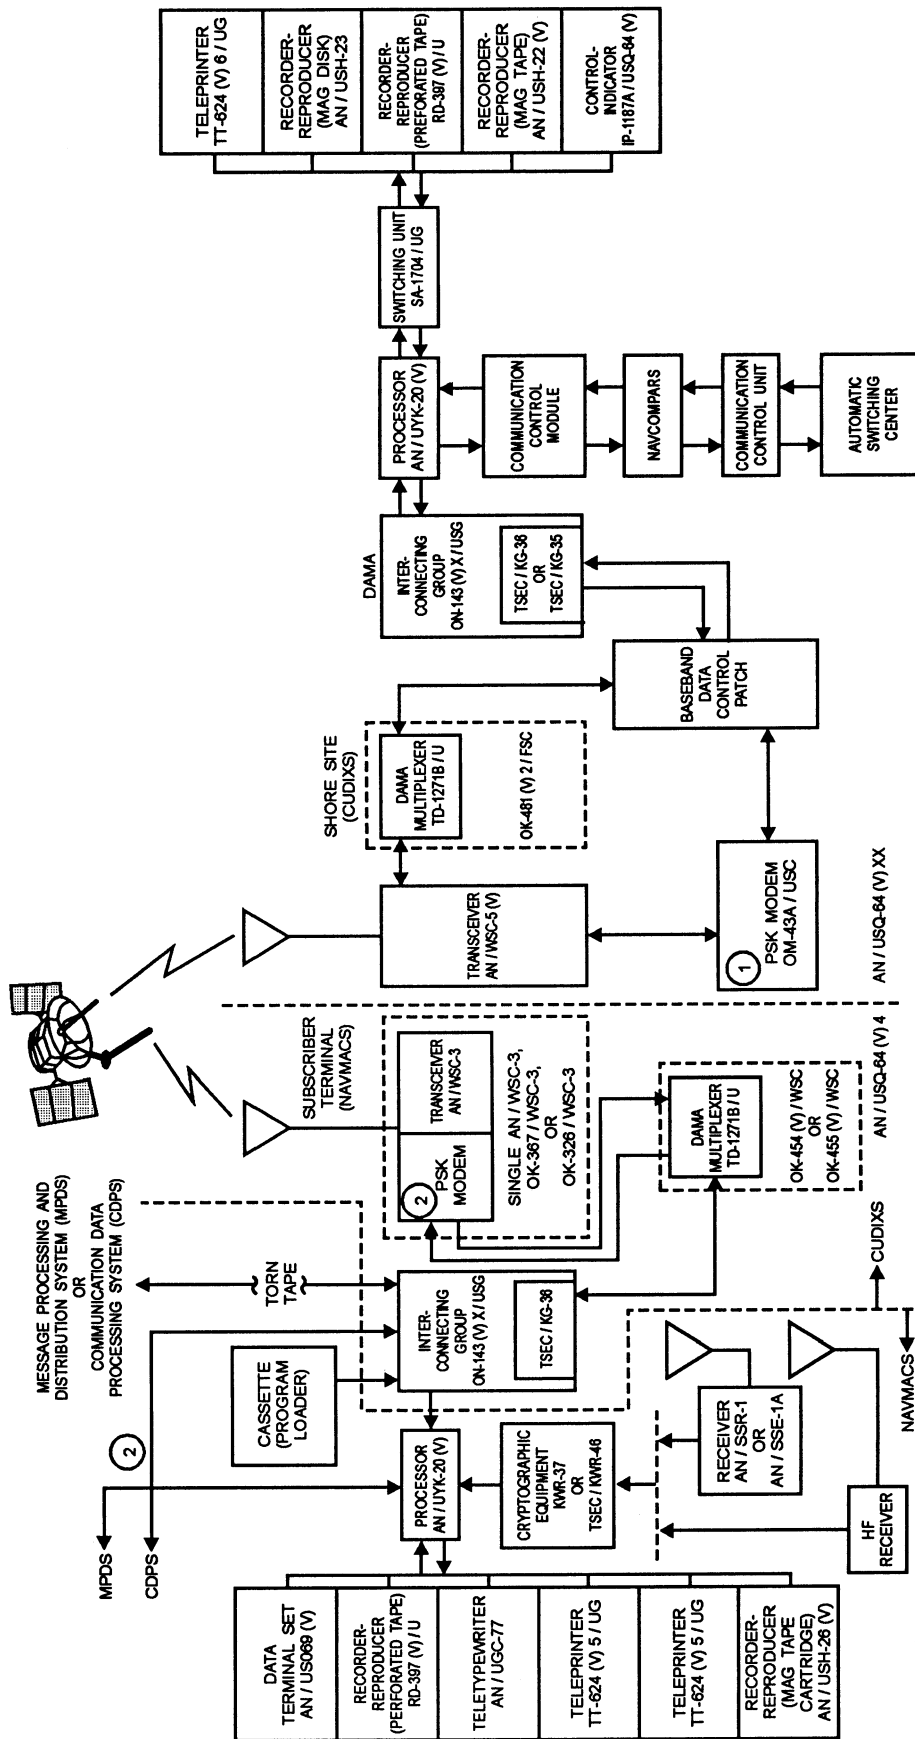 MESSAGE PROCESSING AND
DISTRIBUTION SYSTEM (MPDS)
OR
COMMUNICATION DATA
PROCESSING SYSTEM (CDPS)
MPDS
CDPS
2
TORN
TAPE
CASSETTE
(PROGRAM
LOADER)
DATA
TERMINAL SET
AN / US069 (V)
RECORDER-
REPRODUCER
(PERFORATED TAPE)
RD-397 (V) / U
TELETYPEWRITER
AN / UGC-77
TELEPRINTER
TT-624 (V) 5 / UG
TELEPRINTER
TT-624 (V) 5 / UG
RECORDER-
REPRODUCER
(MAG TAPE
CARTRIDGE)
AN / USH-26 (V)
PROCESSOR
AN / UYK-20 (V)
CRYPTOGRAPHIC
EQUIPMENT
KWR-37
OR
TSEC / KWR-46
INTER-
CONNECTING
GROUP
ON-143 (V) X / USG
TSEC / KG-36
RECEIVER
AN / SSR-1
OR
AN / SSE-1A
HF
RECEIVER
NAVMACS
CUDIXS
SUBSCRIBER
TERMINAL
(NAVMACS)
2
PSK
MODEM
TRANSCEIVER
AN / WSC-3
SINGLE AN / WSC-3,
OK-367 / WSC-3,
OR
OK-326 / WSC-3
DAMA
MULTIPLEXER
TD-1271B / U
OK-454 (V) / WSC
OR
OK-455 (V) / WSC
AN / USQ-64 (V) 4
AN / USQ-64 (V) XX
TRANSCEIVER
AN / WSC-5 (V)
1
PSK MODEM
OM-43A / USC
SHORE SITE
(CUDIXS)
DAMA
MULTIPLEXER
TD-1271B / U
OK-481 (V) 2 / FSC
BASEBAND
DATA
CONTROL
PATCH
DAMA
INTER-
CONNECTING
GROUP
ON-143 (V) X / USG
TSEC / KG-36
OR
TSEC / KG-35
PROCESSOR
AN / UYK-20 (V)
COMMUNICATION
CONTROL
MODULE
NAVCOMPARS
COMMUNICATION
CONTROL UNIT
AUTOMATIC
SWITCHING
CENTER
SWITCHING UNIT
SA-1704 / UG
TELEPRINTER
TT-624 (V) 6 / UG
RECORDER-
REPRODUCER
(MAG DISK)
AN / USH-23
RECORDER-
REPRODUCER
(PREFORATED TAPE)
RD-397 (V) / U
RECORDER-
REPRODUCER
(MAG TAPE)
AN / USH-22 (V)
CONTROL-
INDICATOR
IP-1187A / USQ-64 (V)